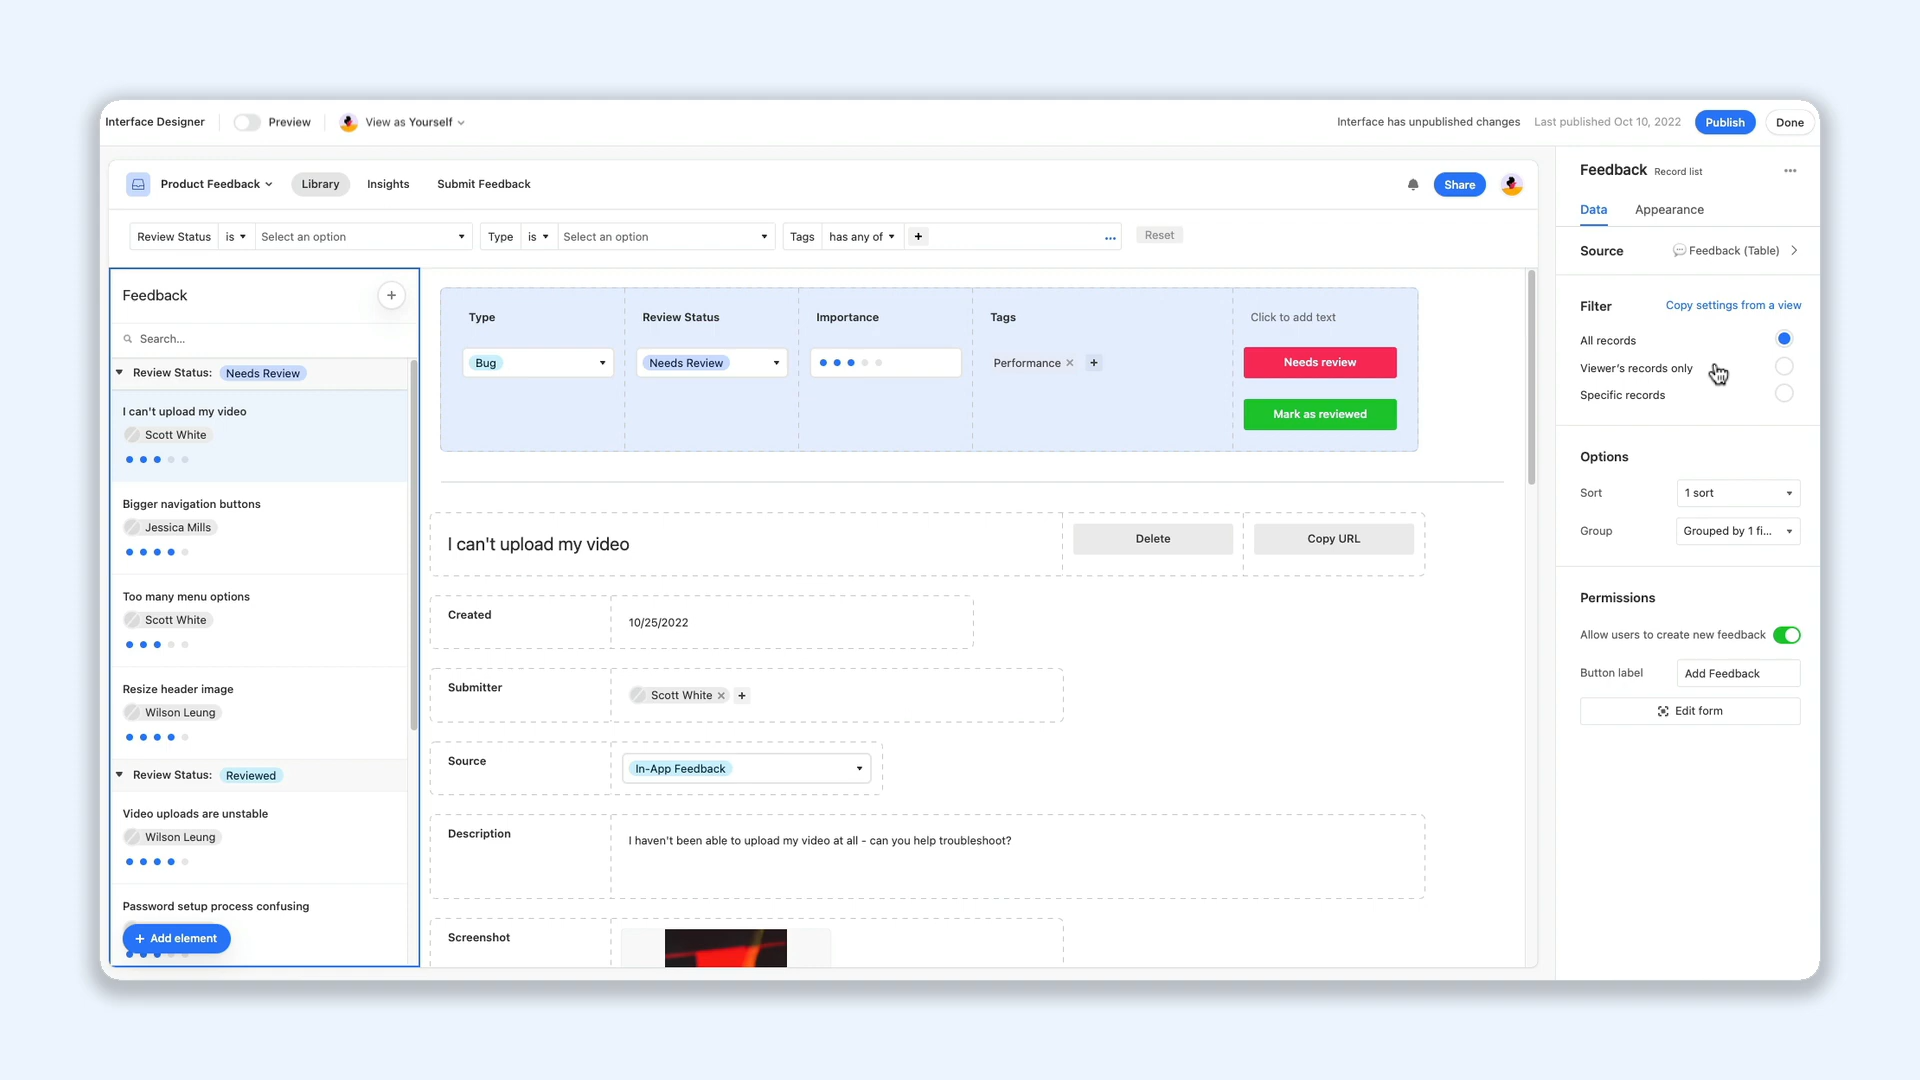 Interface Designer
Preview
View as Yourself
Interface has unpublished changes
Last published Oct 10, 2022
Publish
Done
Product Feedback
Library
Insights
Submit Feedback
Share
Review Status
is
Select an option
Type
is
Select an option
Tags
has any of
+
...
Reset
Feedback
+
Search...
Review Status: Needs Review
I can't upload my video
Scott White
Bigger navigation buttons
Jessica Mills
Too many menu options
Scott White
Resize header image
Wilson Leung
Review Status: Reviewed
Video uploads are unstable
Wilson Leung
Password setup process confusing
+ Add element
Type
Review Status
Importance
Tags
Click to add text
Bug
Needs Review
Performance
+
Needs review
Mark as reviewed
I can't upload my video
Delete
Copy URL
Created
10/25/2022
Submitter
Scott White
+
Source
In-App Feedback
Description
I haven't been able to upload my video at all - can you help troubleshoot?
Screenshot
Feedback Record list
...
Data
Appearance
Source
Feedback (Table)
Filter
Copy settings from a view
All records
Viewer's records only
Specific records
Options
Sort
1 sort
Group
Grouped by 1 fi...
Permissions
Allow users to create new feedback
Button label
Add Feedback
Edit form